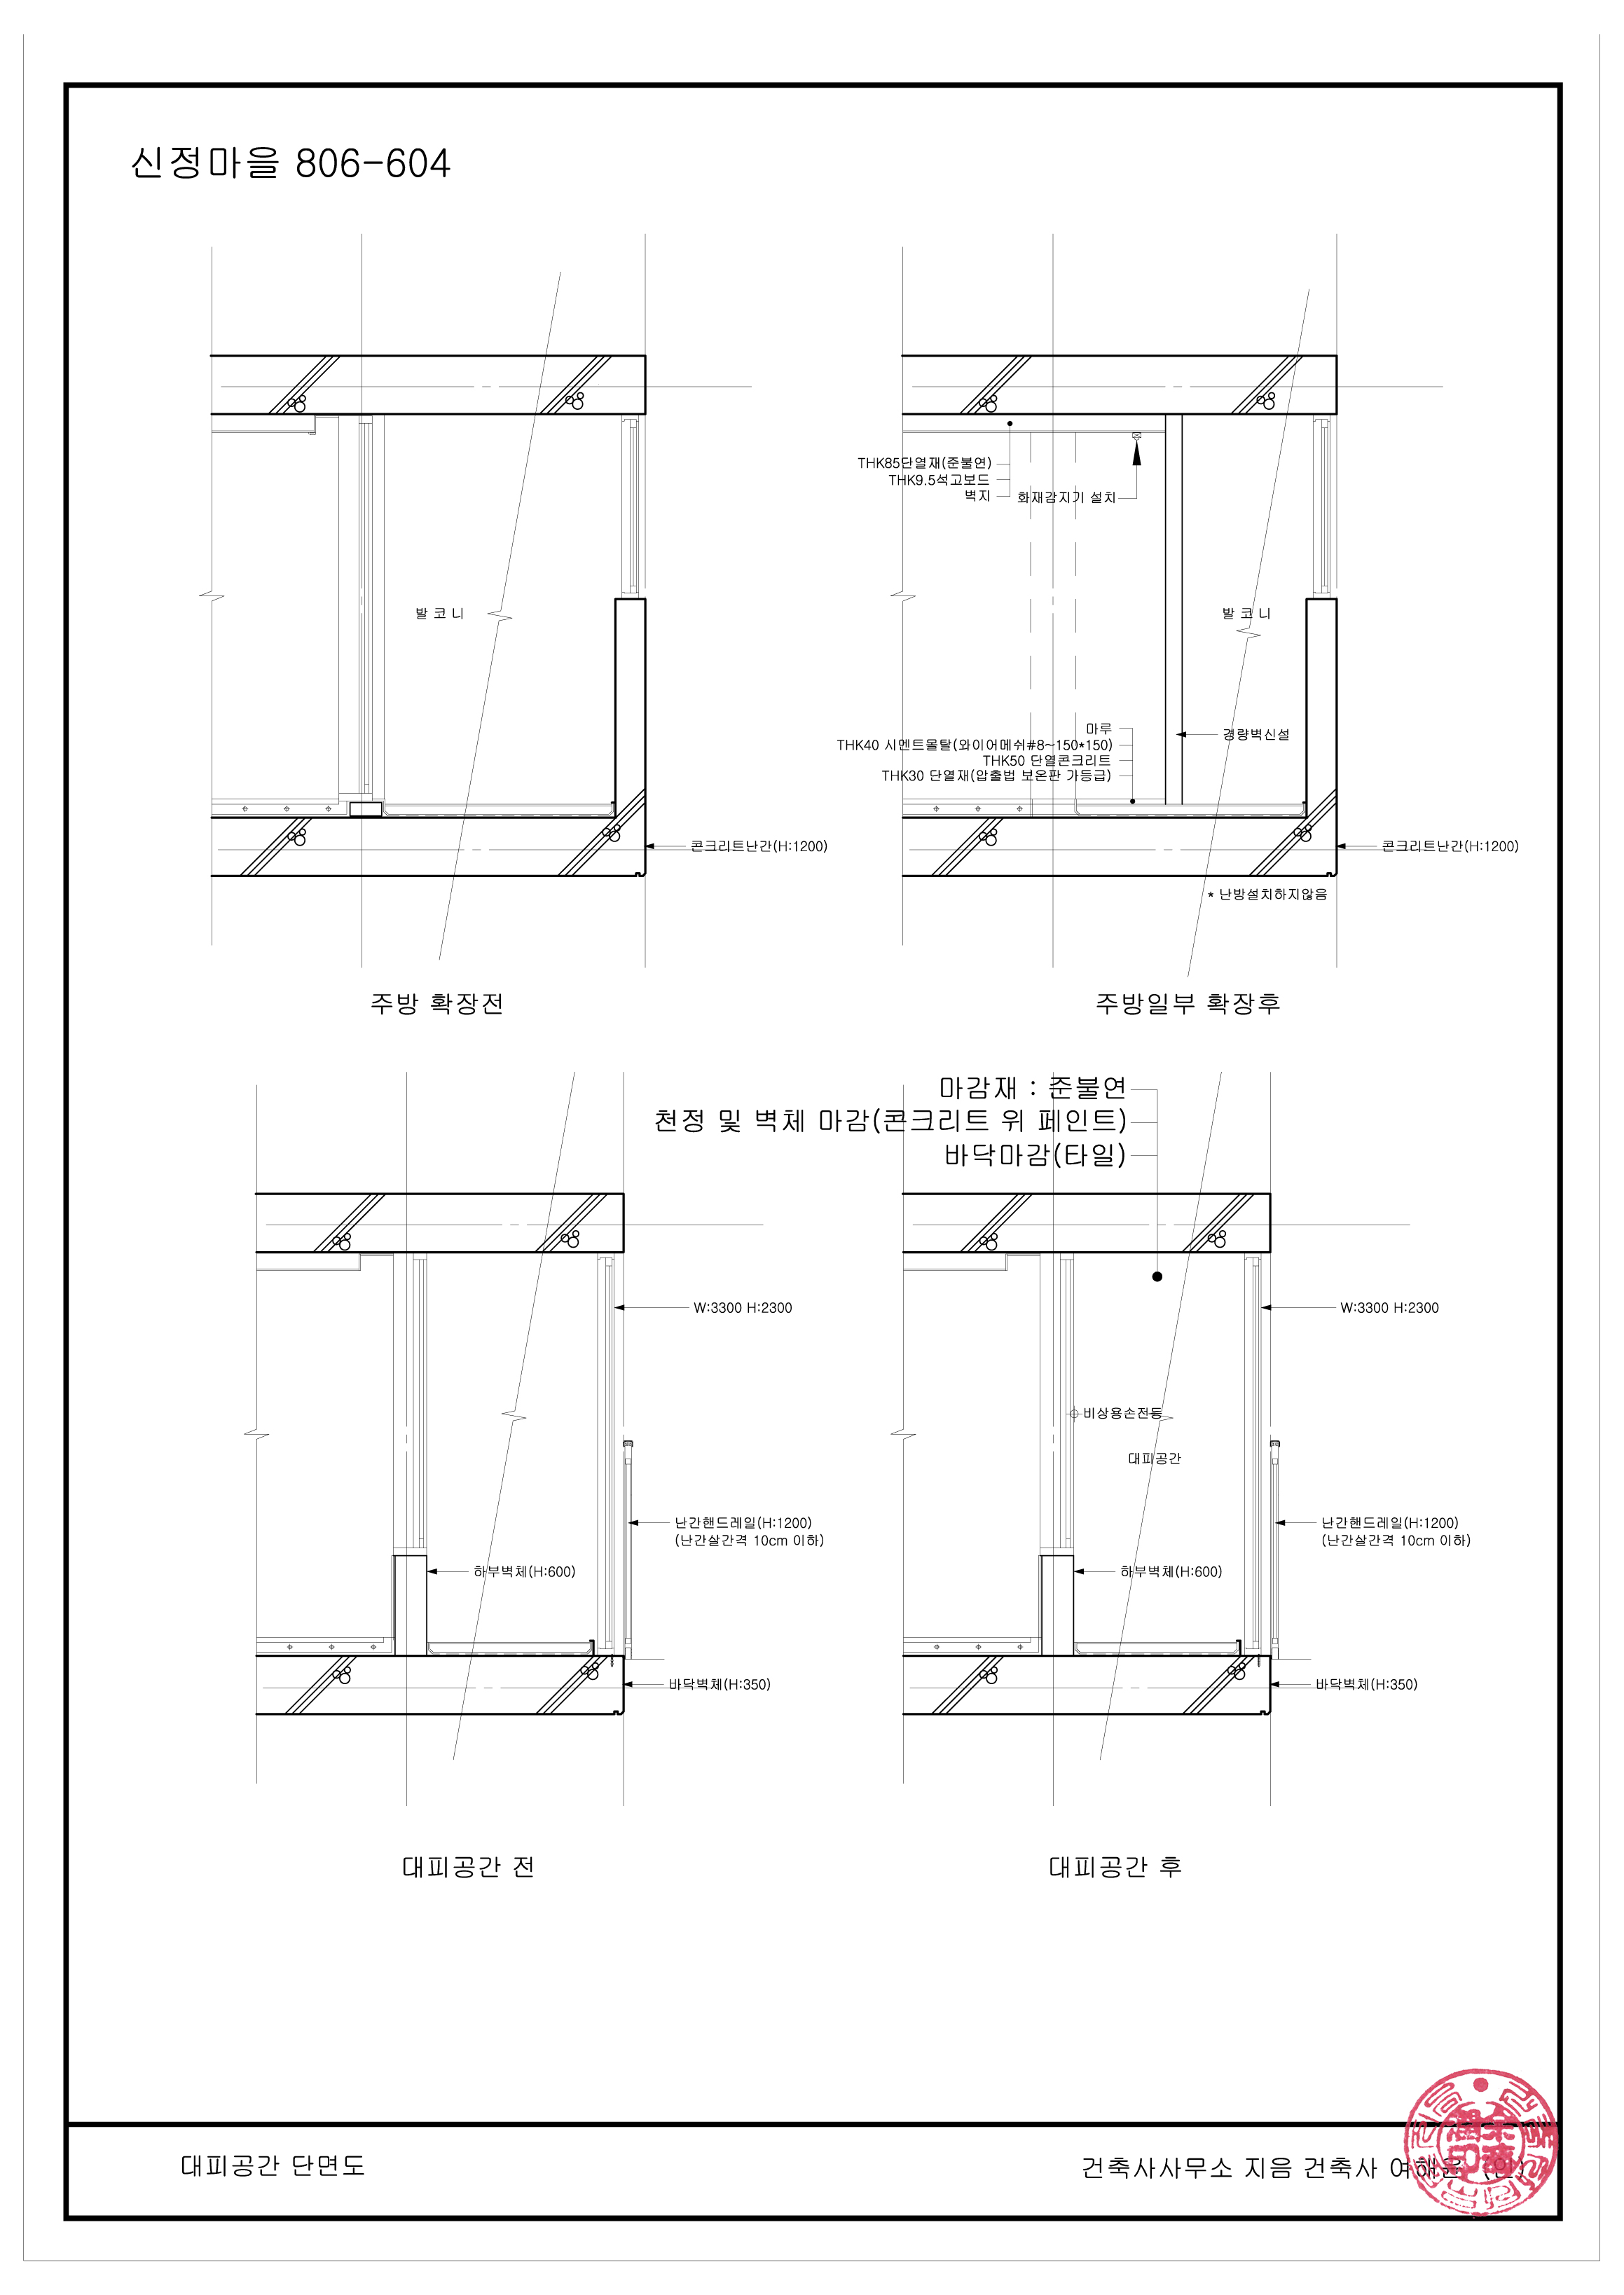 신정마을 806-604
발 코 니
콘크리트난간(H:1200)
주방 확장전
THK85단열재(준불연)
THK9.5석고보드
벽지
화재감지기 설치
발 코 니
마루
THK40 시멘트몰탈(와이어메쉬#8~150*150)
THK50 단열콘크리트
THK30 단열재(압출법 보온판 가등급)
경량벽신설
콘크리트난간(H:1200)
* 난방설치하지않음
주방일부 확장후
마감재 : 준불연
천정 및 벽체 마감(콘크리트 위 페인트)
바닥마감(타일)
W:3300 H:2300
난간핸드레일(H:1200)
(난간살간격 10cm 이하)
하부벽체(H:600)
바닥벽체(H:350)
대피공간 전
W:3300 H:2300
비상용손전등
대피공간
난간핸드레일(H:1200)
(난간살간격 10cm 이하)
하부벽체(H:600)
바닥벽체(H:350)
대피공간 후
대피공간 단면도
건축사사무소 지음 건축사 (인)